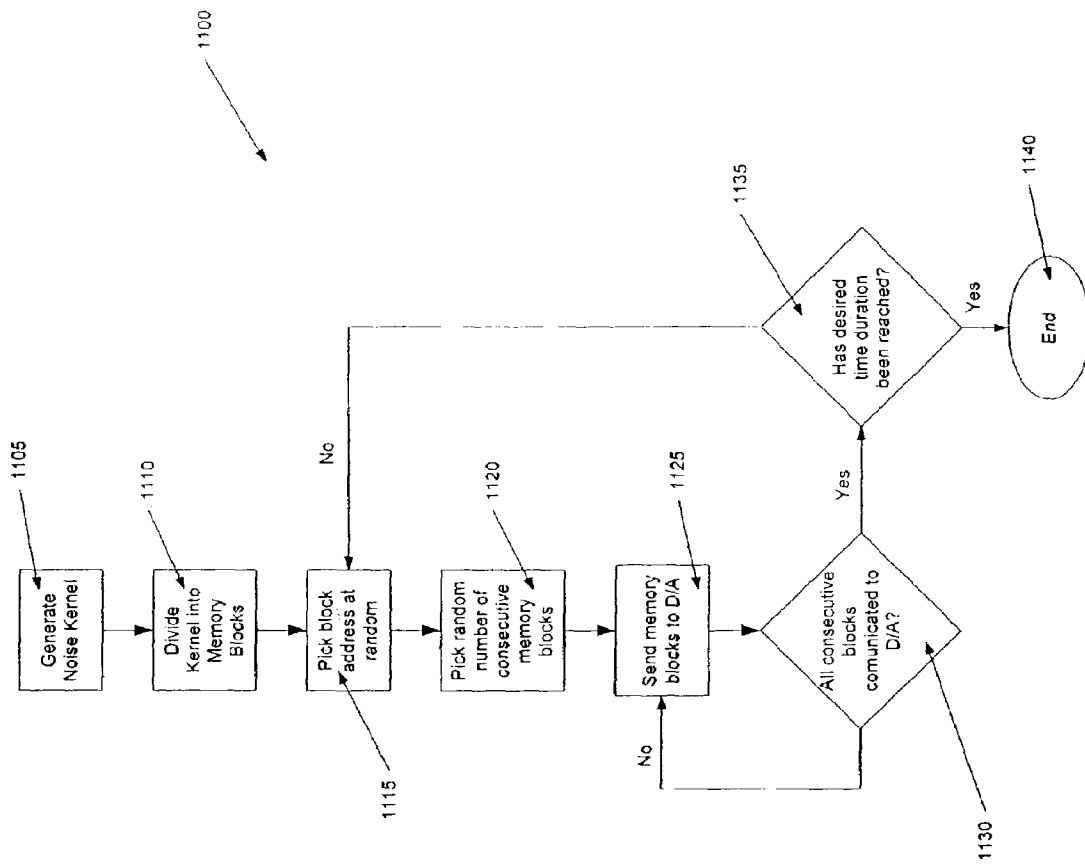 1100
1105
Generate
Noise Kernel
1110
Divide
Kernel into
Memory
Blocks
Pick block
address at
random
1115
Pick random
number of
consecutive
memory
blocks
1120
Send memory
blocks to D/A
1125
All consecutive
blocks
comunicated to
D/A?
1130
No
Yes
Has desired
time duration
been reached?
1135
No
Yes
End
1140